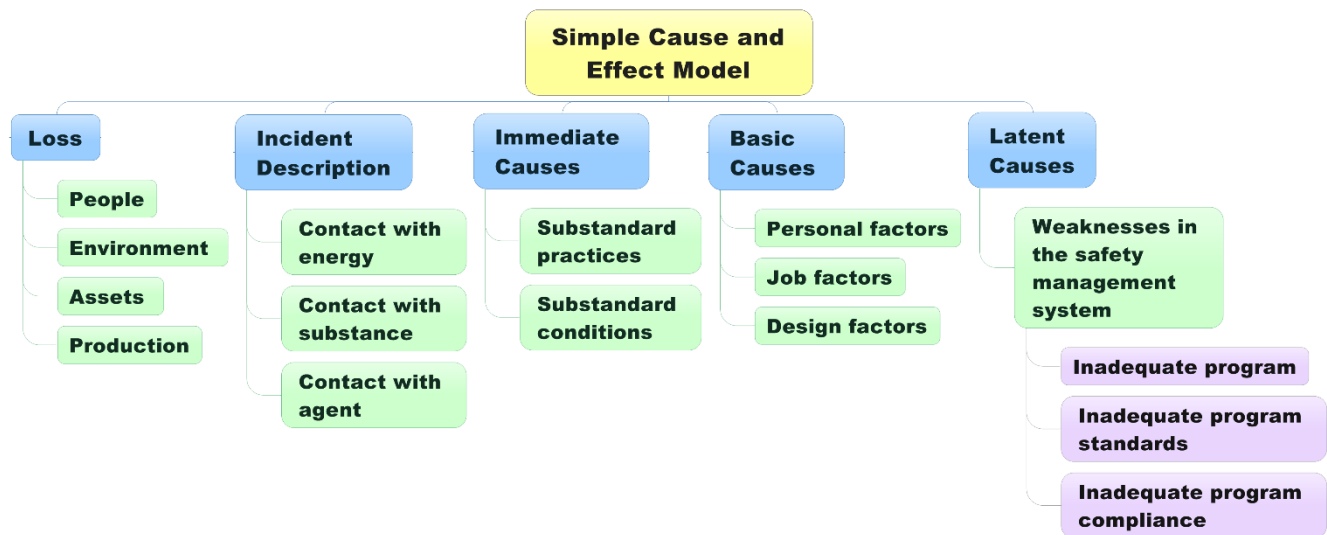 Simple Cause and
Effect Model
Loss
People
Environment
Assets
Production
Incident
Description
Contact with
energy
Contact with
substance
Contact with
agent
Immediate
Causes
Substandard
practices
Substandard
conditions
Basic
Causes
Personal factors
Job factors
Design factors
Latent
Causes
Weaknesses in
the safety
management
system
Inadequate program
Inadequate program
standards
Inadequate program
compliance